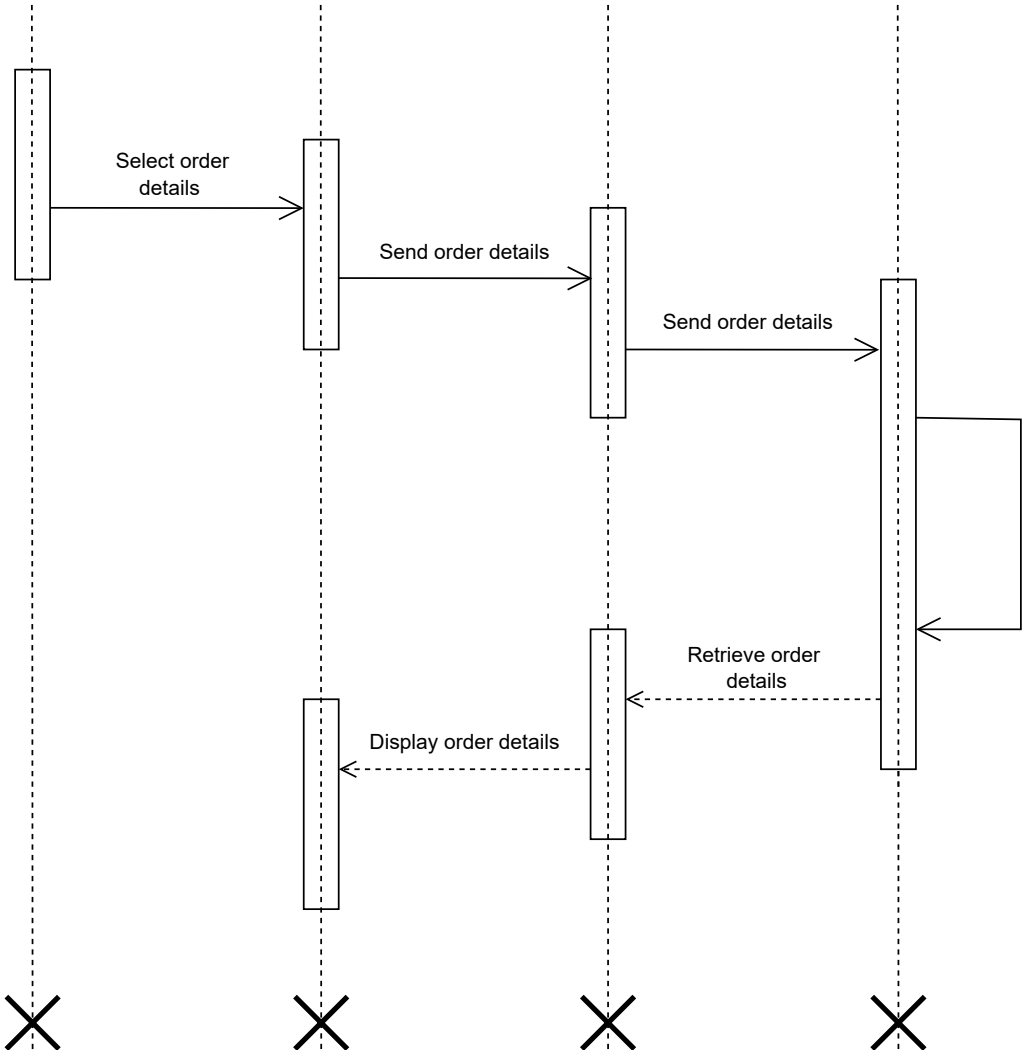 Select order
details
Send order details
Send order details
Retrieve order
details
Display order details